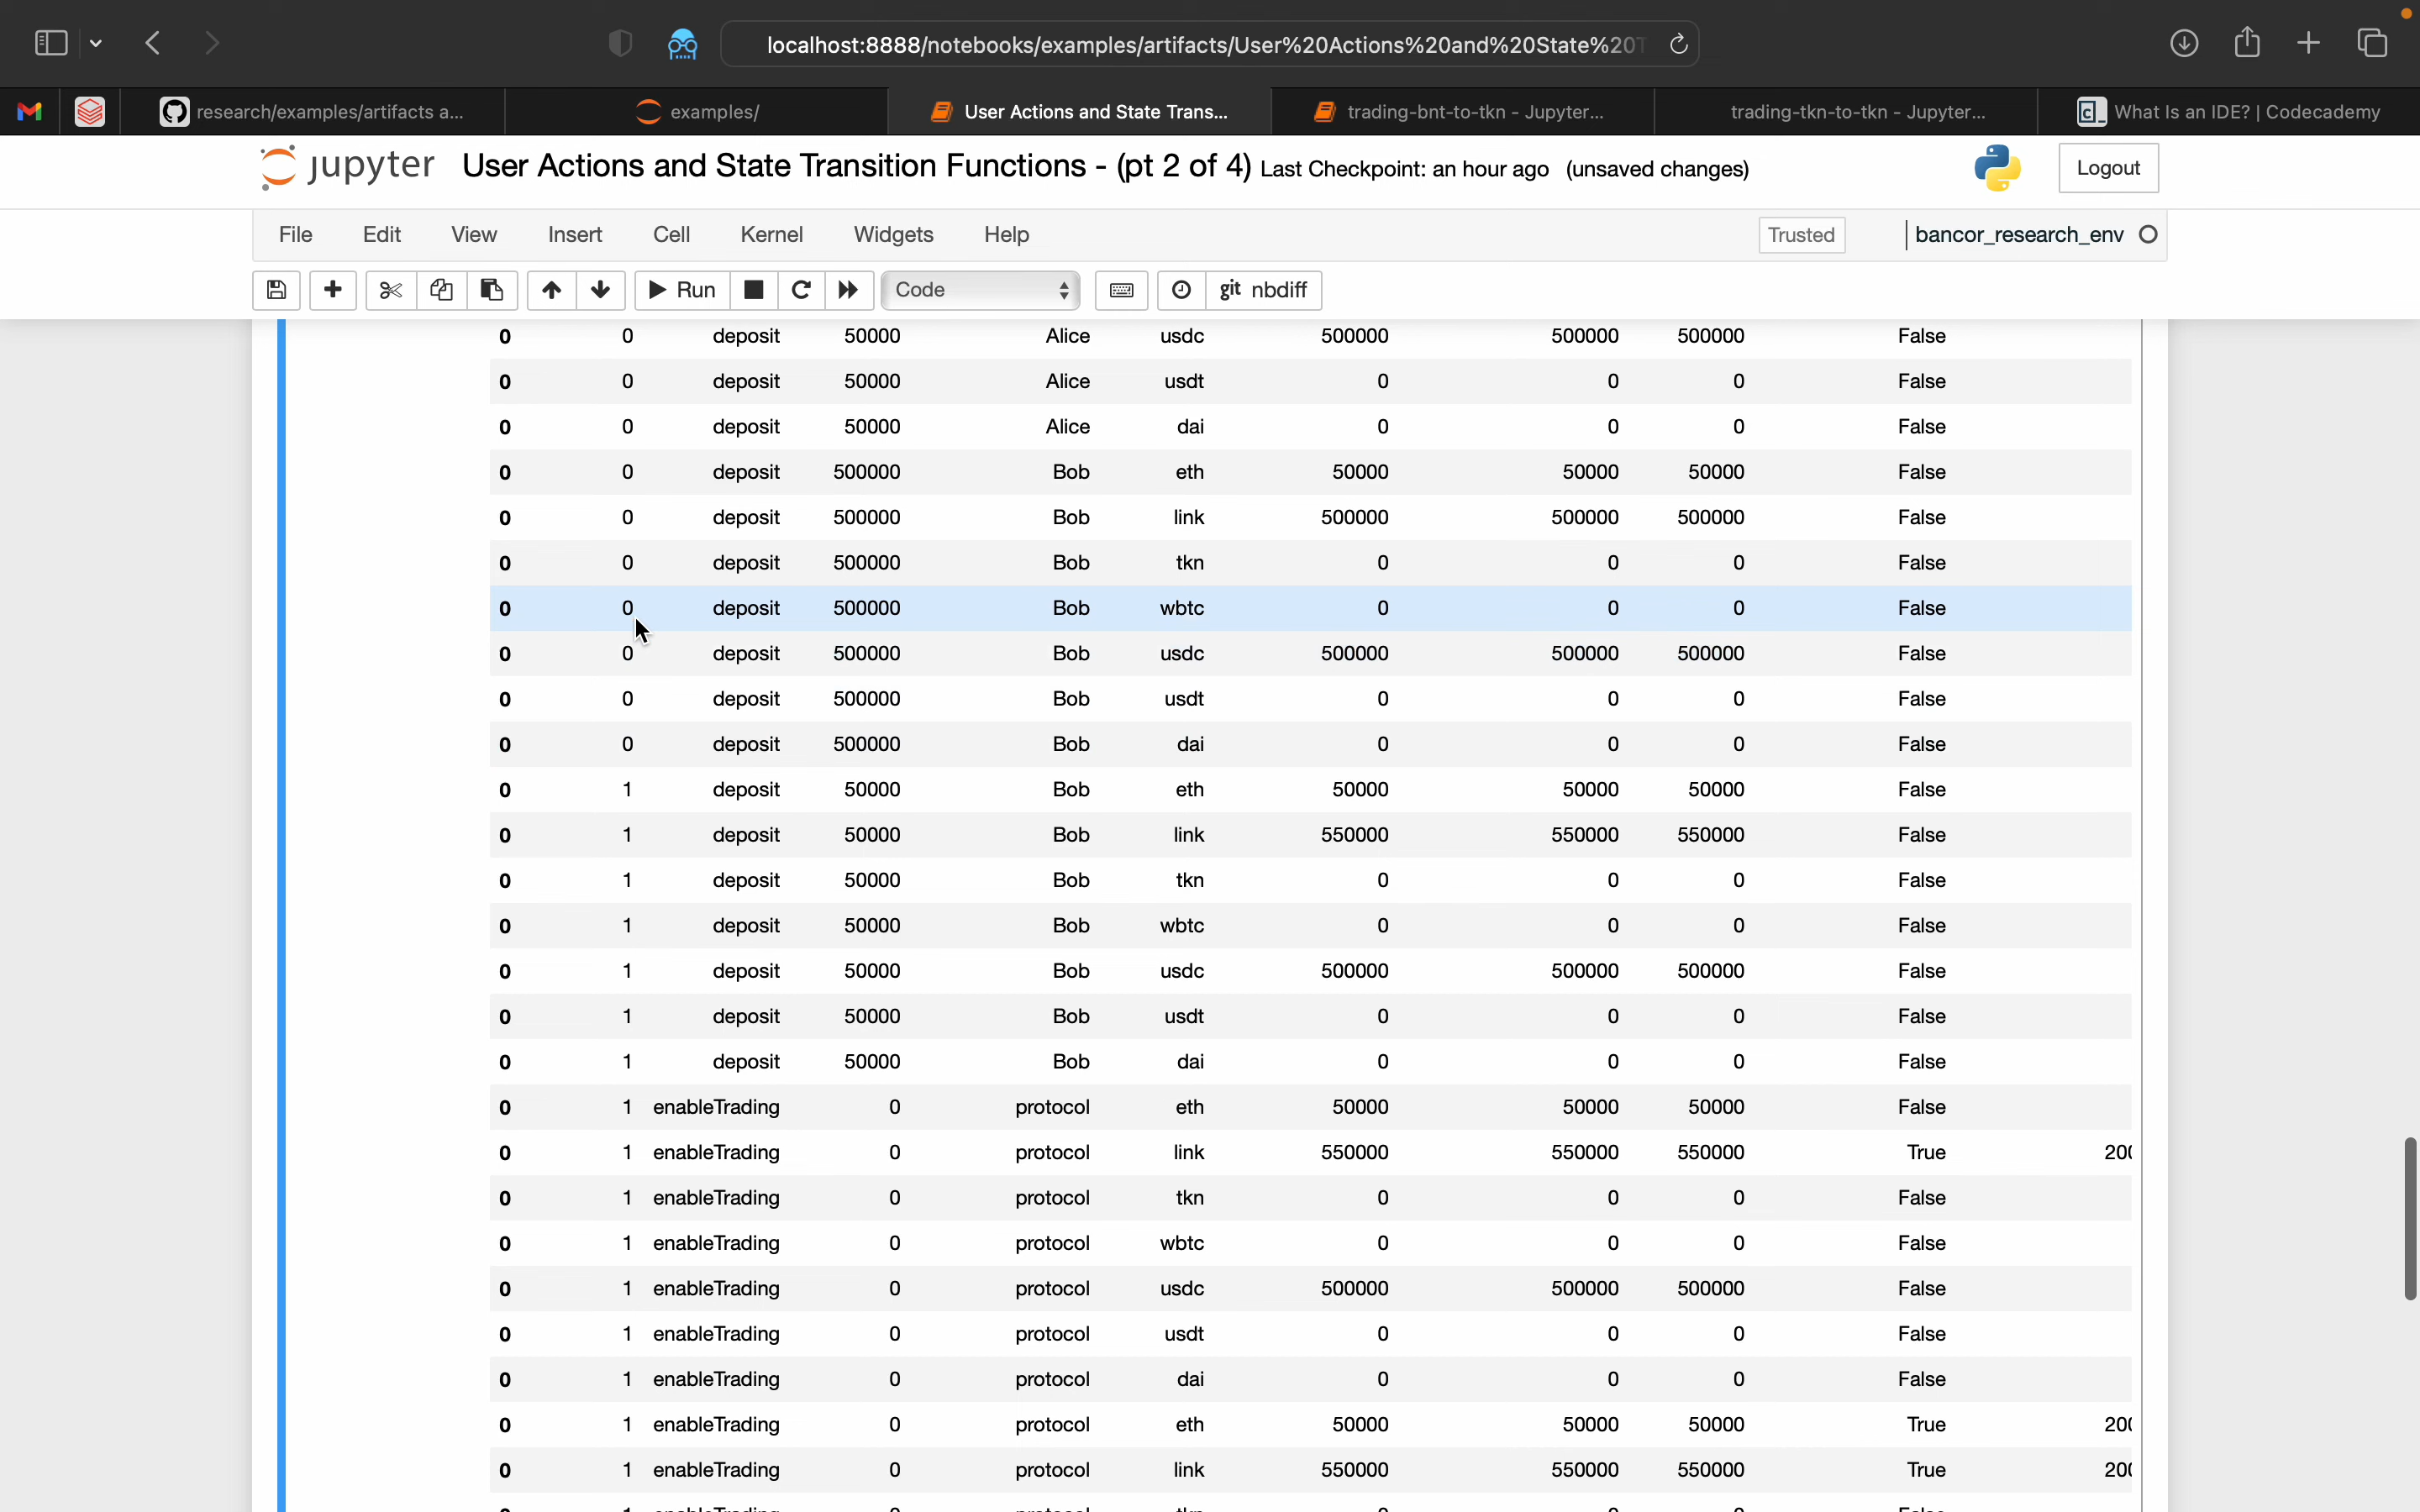 localhost:8888/notebooks/examples/artifacts/User%20Actions%20and%20State%20T
research/examples/artifacts a...
examples/
User Actions and State Trans...
trading-bnt-to-tkn - Jupyter...
trading-tkn-to-tkn - Jupyter...
What Is an IDE? | Codecademy
jupyter User Actions and State Transition Functions - (pt 2 of 4) Last Checkpoint: an hour ago (unsaved changes) Logout
File Edit View Insert Cell Kernel Widgets Help Trusted bancor_research_env
Run Code git nbdiff
0 0 deposit 50000 Alice usdc 500000 500000 500000 False
0 0 deposit 50000 Alice usdt 0 0 0 False
0 0 deposit 50000 Alice dai 0 0 0 False
0 0 deposit 500000 Bob eth 50000 50000 50000 False
0 0 deposit 500000 Bob link 500000 500000 500000 False
0 0 deposit 500000 Bob tkn 0 0 0 False
0 0 deposit 500000 Bob wbtc 0 0 0 False
0 0 deposit 500000 Bob usdc 500000 500000 500000 False
0 0 deposit 500000 Bob usdt 0 0 0 False
0 0 deposit 500000 Bob dai 0 0 0 False
0 1 deposit 50000 Bob eth 50000 50000 50000 False
0 1 deposit 50000 Bob link 550000 550000 550000 False
0 1 deposit 50000 Bob tkn 0 0 0 False
0 1 deposit 50000 Bob wbtc 0 0 0 False
0 1 deposit 50000 Bob usdc 500000 500000 500000 False
0 1 deposit 50000 Bob usdt 0 0 0 False
0 1 deposit 50000 Bob dai 0 0 0 False
0 1 enableTrading 0 protocol eth 50000 50000 50000 False
0 1 enableTrading 0 protocol link 550000 550000 550000 True 200
0 1 enableTrading 0 protocol tkn 0 0 0 False
0 1 enableTrading 0 protocol wbtc 0 0 0 False
0 1 enableTrading 0 protocol usdc 500000 500000 500000 False
0 1 enableTrading 0 protocol usdt 0 0 0 False
0 1 enableTrading 0 protocol dai 0 0 0 False
0 1 enableTrading 0 protocol eth 50000 50000 50000 True 200
0 1 enableTrading 0 protocol link 550000 550000 550000 True 200